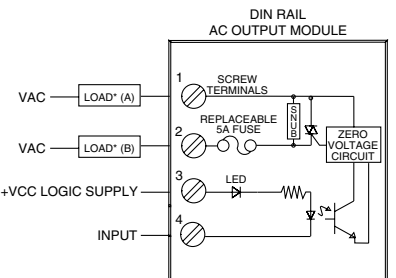 DIN RAIL
AC OUTPUT MODULE
1
SCREW
TERMINALS
VAC
LOAD* (A)
SNUB
REPLACEABLE
5A FUSE
2
ZERO
VOLTAGE
CIRCUIT
VAC
LOAD* (B)
3
LED
+VCC LOGIC SUPPLY
4
INPUT